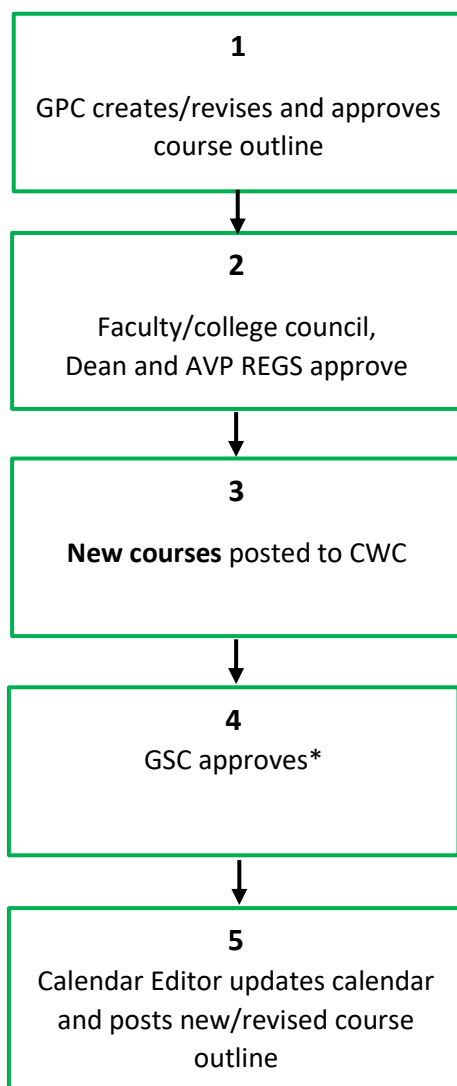 1
GPC creates/revises and approves
course outline
2
Faculty/college council,
Dean and AVP REGS approve
3
New courses posted to CWC
4
GSC approves*
5
Calendar Editor updates calendar
and posts new/revised course
outline